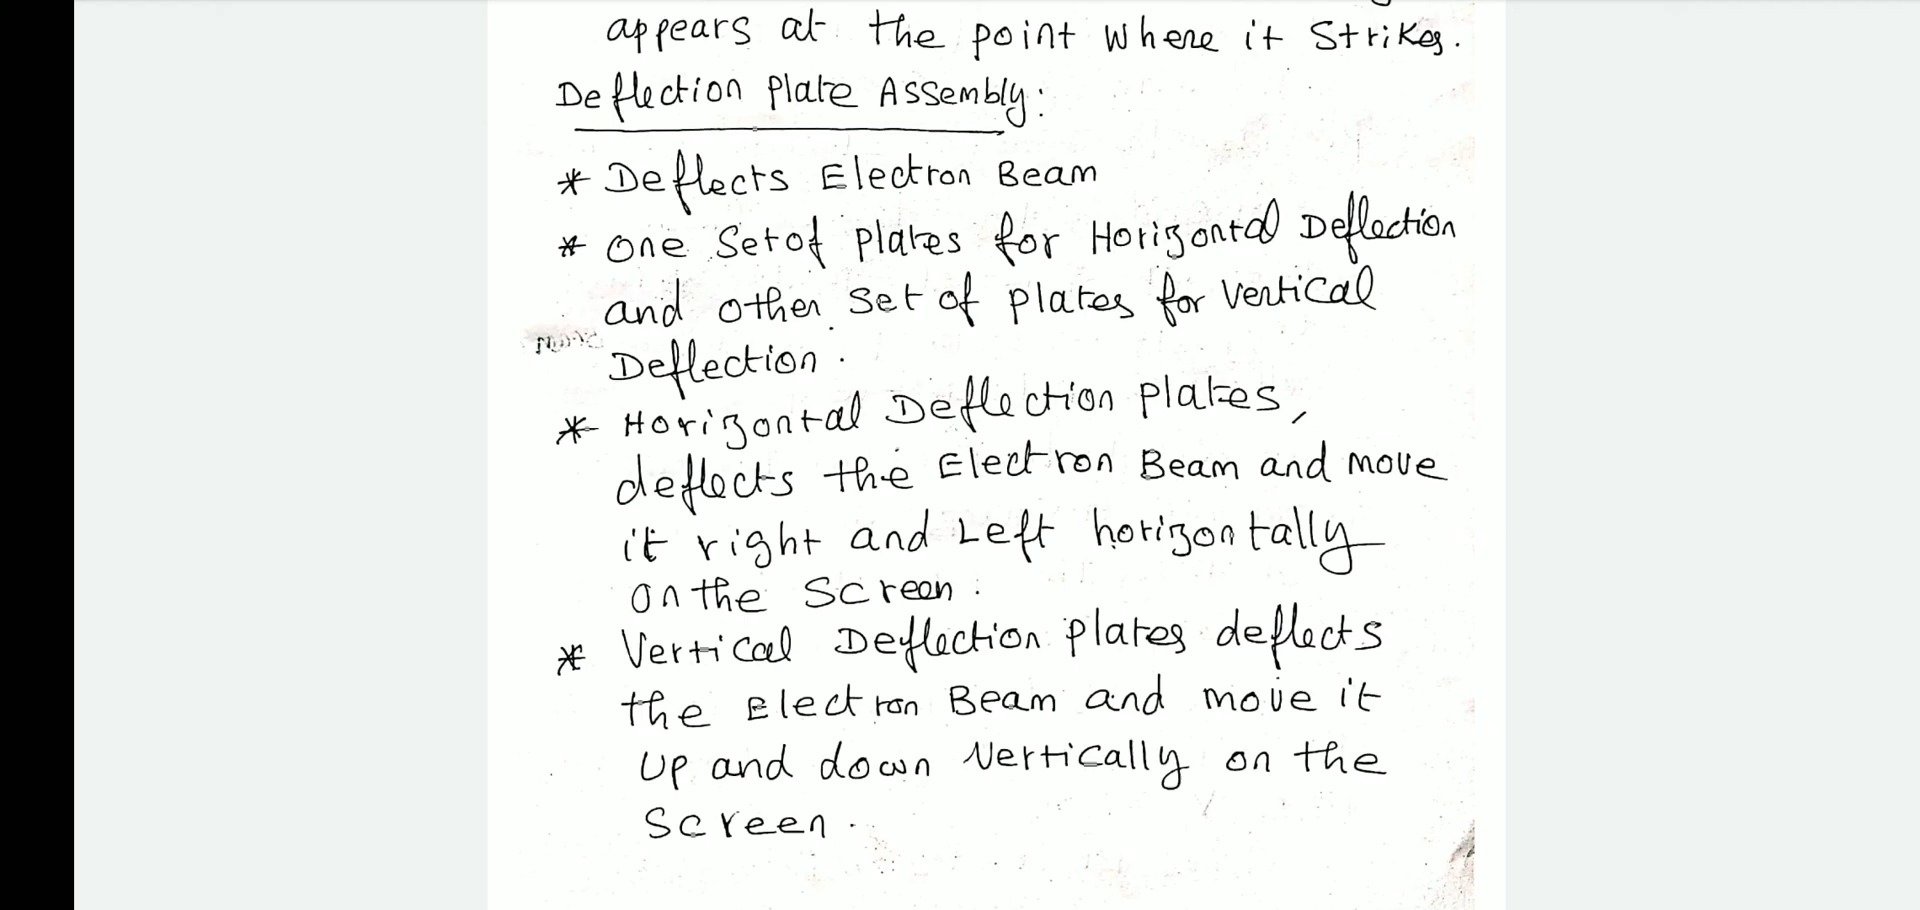 appears at the point where it strikes.
Deflection Plate Assembly:
* Deflects Electron Beam
* One Set of Plates for Horizontal Deflection
and other set of plates for vertical
Deflection.
* Horizontal Deflection plates,
deflects the Electron Beam and move
it right and Left horizontally
on the Screen.
* Vertical Deflection plates deflects
the Electron Beam and move it
up and down Vertically on the
Screen.